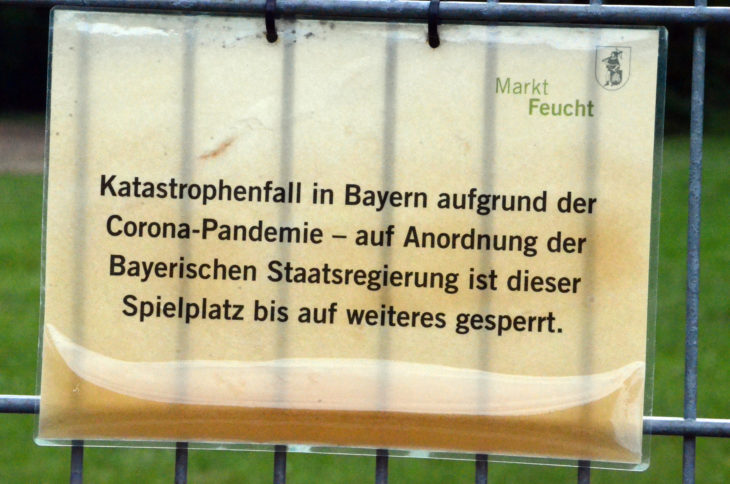 Markt
Feucht
Katastrophenfall in Bayern aufgrund der
Corona-Pandemie – auf Anordnung der
Bayerischen Staatsregierung ist dieser
Spielplatz bis auf weiteres gesperrt.